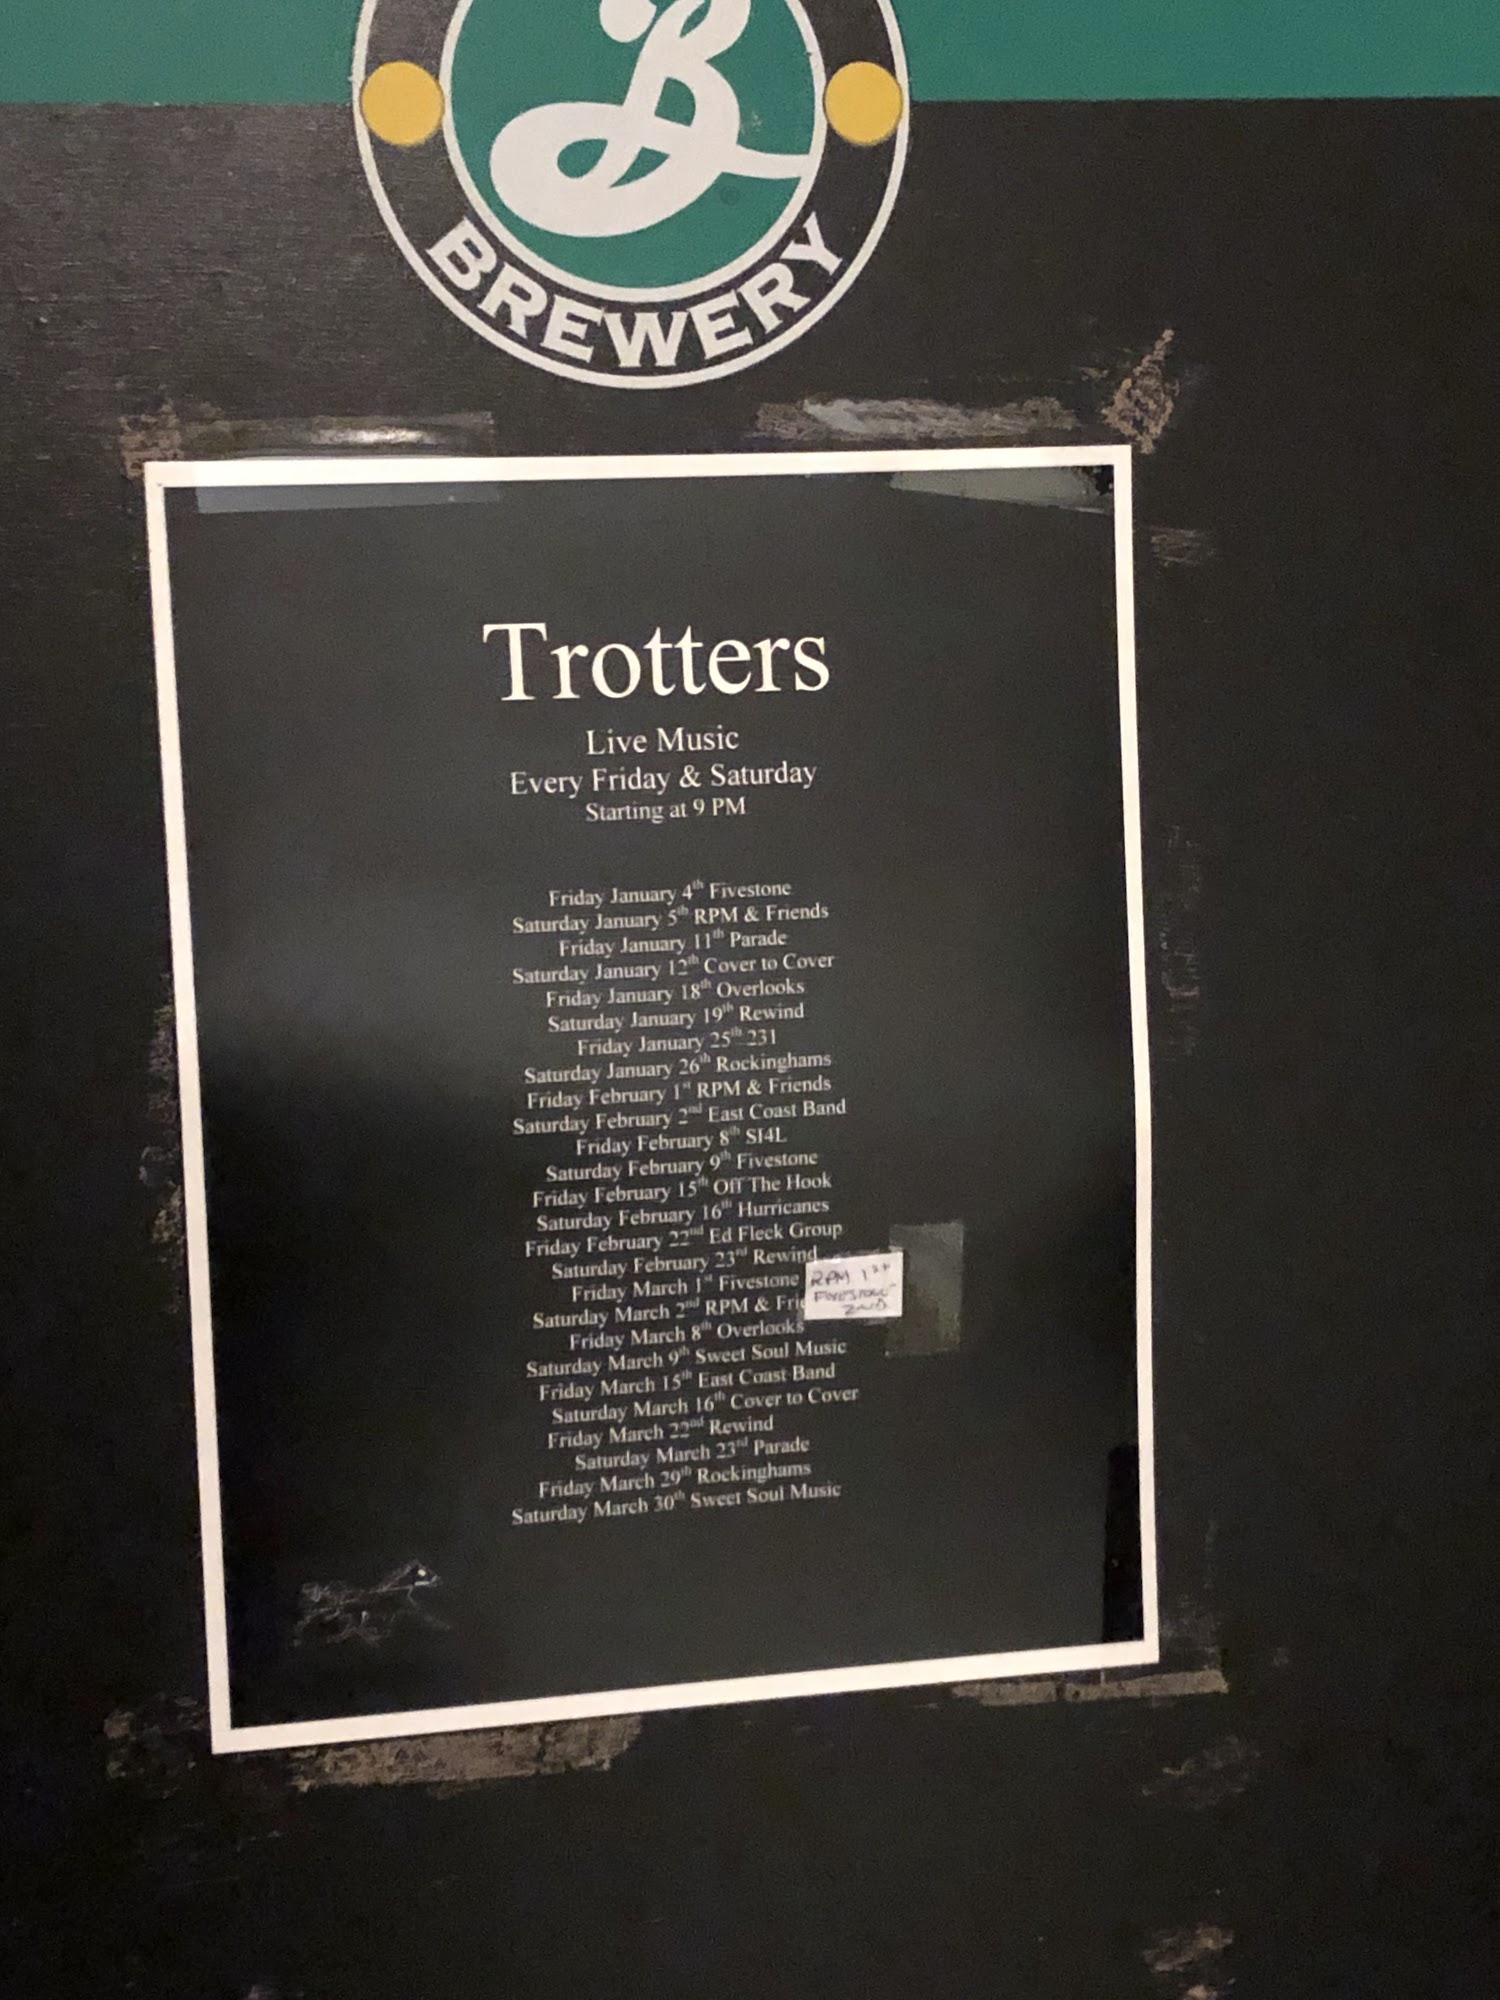 B
BREWERY
Trotters
Live Music
Every Friday & Saturday
Starting at 9 PM
Friday January 4th Fivestone
Saturday January 5th RPM & Friends
Friday January 11th Parade
Saturday January 12th Cover to Cover
Friday January 18th Overlooks
Saturday January 19th Rewind
Friday January 25th 231
Saturday January 26th Rockinghams
Friday February 1st RPM & Friends
Saturday February 2nd East Coast Band
Friday February 8th SI4L
Saturday February 9th Fivestone
Friday February 15th Off The Hook
Saturday February 16th Hurricanes
Friday February 22nd Ed Fleck Group
Saturday February 23rd Rewind
Friday March 1st Fivestone
Saturday March 2nd RPM & Frie
Friday March 8th Overlooks
Saturday March 9th Sweet Soul Music
Friday March 15th East Coast Band
Saturday March 16th Cover to Cover
Friday March 22nd Rewind
Saturday March 23rd Parade
Friday March 29th Rockinghams
Saturday March 30th Sweet Soul Music
RPM 1st
FIVESTONE
2ND